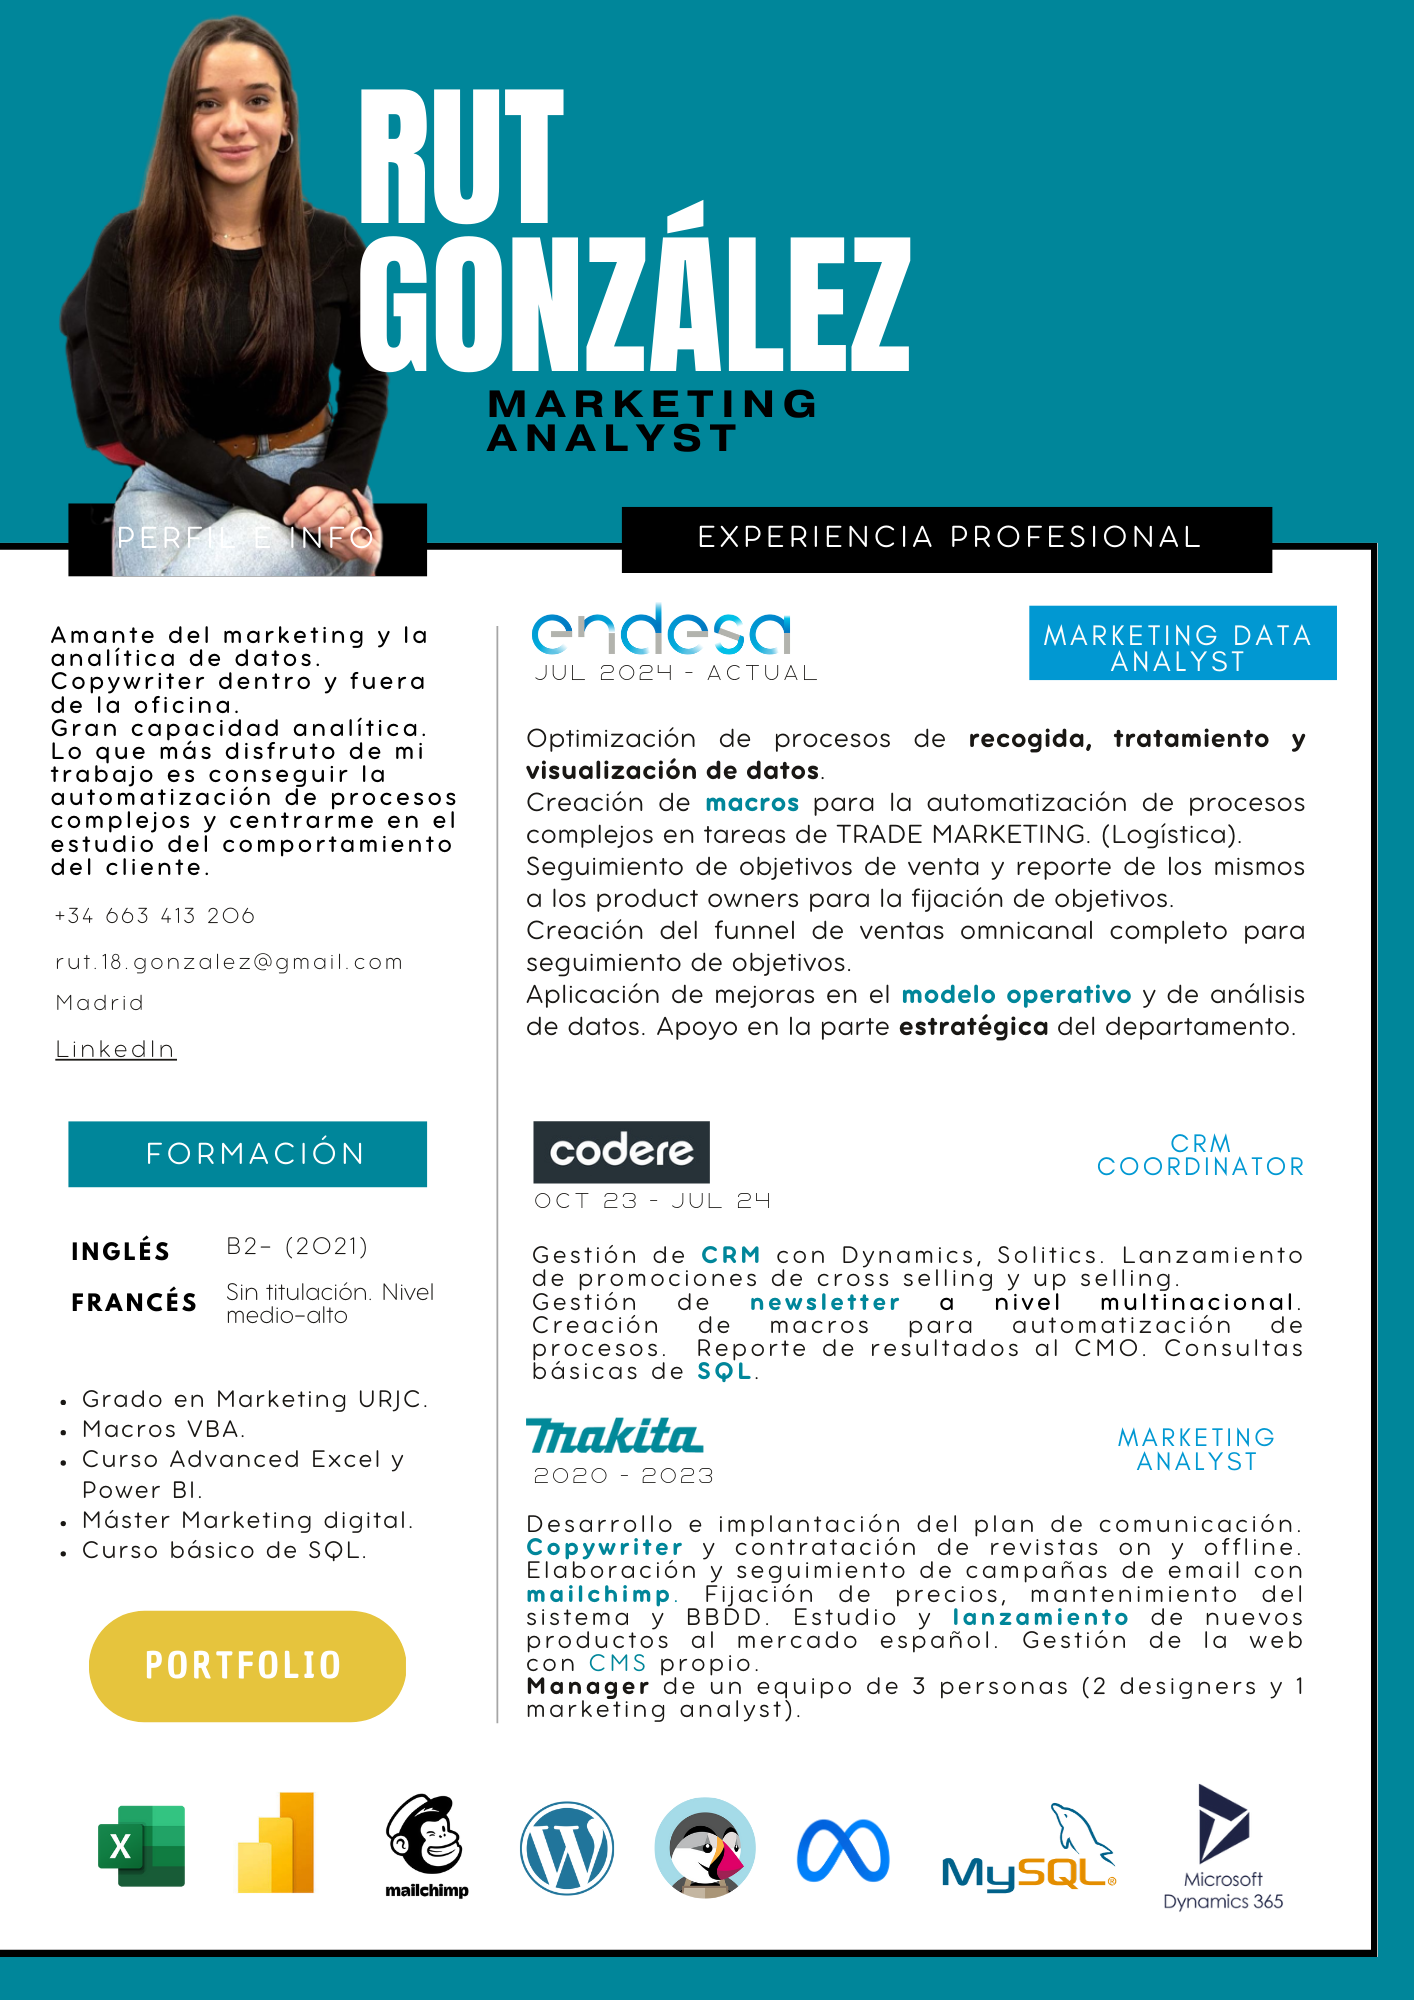 RUT
GONZÁLEZ
MARKETING
ANALYST
PERFIL E INFO
Amante del marketing y la
analítica de datos.
Copywriter dentro y fuera
de la oficina.
Gran capacidad analítica.
Lo que más disfruto de mi
trabajo es conseguir la
automatización de procesos
complejos y centrarme en el
estudio del comportamiento
del cliente.
+34 663 413 206
rut.18.gonzalez@gmail.com
Madrid
LinkedIn
FORMACIÓN
INGLÉS B2- (2021)
FRANCÉS Sin titulación. Nivel
medio-alto
• Grado en Marketing URJC.
• Macros VBA.
• Curso Advanced Excel y
Power BI.
• Máster Marketing digital.
• Curso básico de SQL.
PORTFOLIO
EXPERIENCIA PROFESIONAL
endesa
JUL 2024 - ACTUAL
MARKETING DATA
ANALYST
Optimización de procesos de recogida, tratamiento y
visualización de datos.
Creación de macros para la automatización de procesos
complejos en tareas de TRADE MARKETING. (Logística).
Seguimiento de objetivos de venta y reporte de los mismos
a los product owners para la fijación de objetivos.
Creación del funnel de ventas omnicanal completo para
seguimiento de objetivos.
Aplicación de mejoras en el modelo operativo y de análisis
de datos. Apoyo en la parte estratégica del departamento.
codere
OCT 23 - JUL 24
CRM
COORDINATOR
Gestión de CRM con Dynamics, Solitics. Lanzamiento
de promociones de cross selling y up selling.
Gestión de newsletter a nivel multinacional.
Creación de macros para automatización de
procesos. Reporte de resultados al CMO. Consultas
básicas de SQL.
makita
2020 - 2023
MARKETING
ANALYST
Desarrollo e implantación del plan de comunicación.
Copywriter y contratación de revistas on y offline.
Elaboración y seguimiento de campañas de email con
mailchimp. Fijación de precios, mantenimiento del
sistema y BBDD. Estudio y lanzamiento de nuevos
productos al mercado español. Gestión de la web
con CMS propio.
Manager de un equipo de 3 personas (2 designers y 1
marketing analyst).
X
mailchimp
W
MySQL®
Microsoft
Dynamics 365